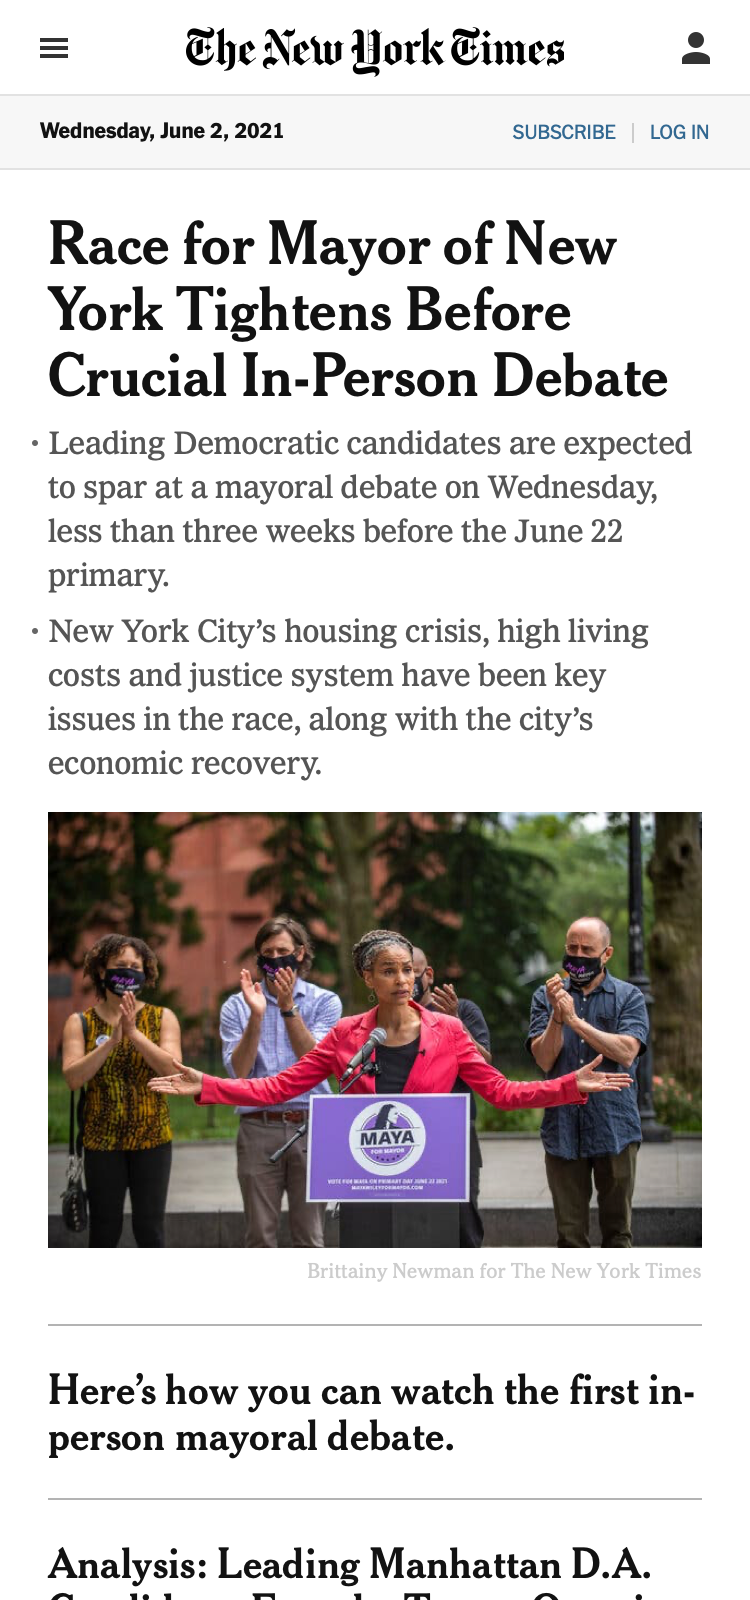 The New York Times
Wednesday, June 2, 2021
SUBSCRIBE | LOG IN
Race for Mayor of New
York Tightens Before
Crucial In-Person Debate
• Leading Democratic candidates are expected
to spar at a mayoral debate on Wednesday,
less than three weeks before the June 22
primary.
• New York City’s housing crisis, high living
costs and justice system have been key
issues in the race, along with the city’s
economic recovery.
MAYA
MAYA
MAYA
MAYA
FOR MAYOR
VOTE FOR MAYA ON PRIMARY DAY JUNE 22 2021
MAYAWILEYFORMAYOR.COM
Brittainy Newman for The New York Times
Here’s how you can watch the first in-
person mayoral debate.
Analysis: Leading Manhattan D.A.